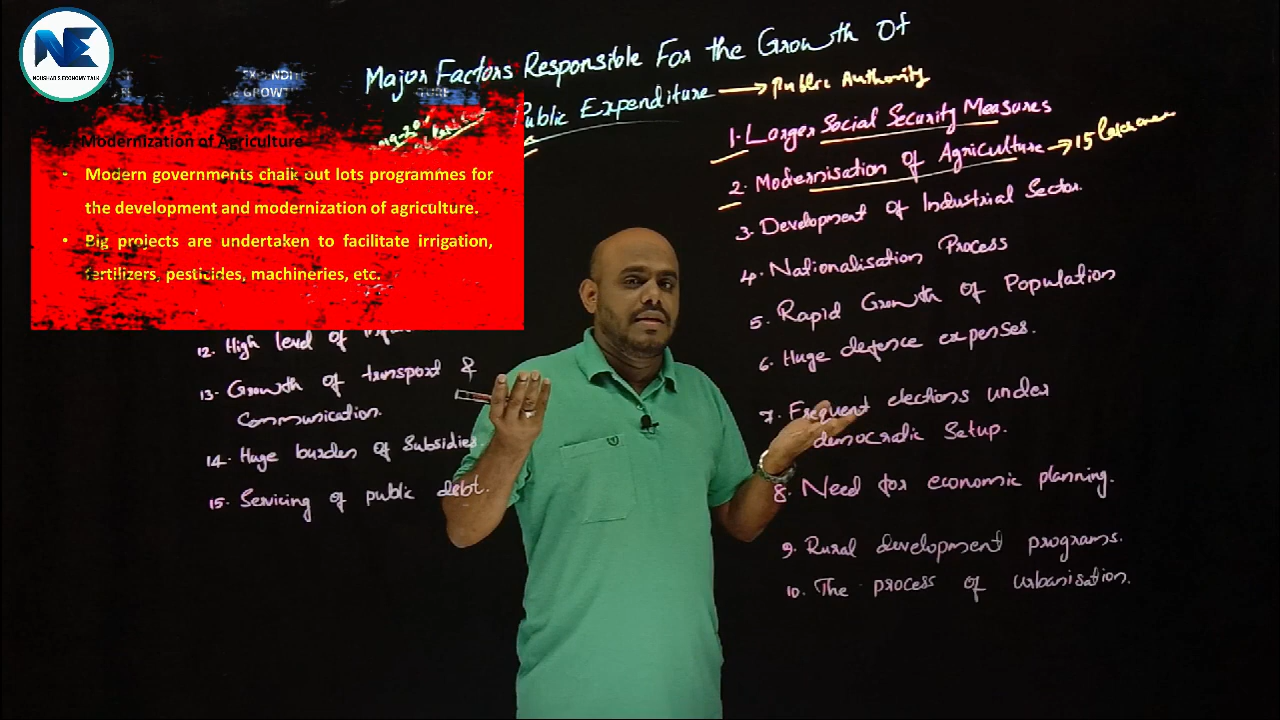 NE
NOUSHAD'S ECONOMY TALK
Major Factors Responsible For the Growth Of
Public Expenditure → Public Authority
Modernization of Agriculture
• Modern governments chalk out lots programmes for
the development and modernization of agriculture.
• Big projects are undertaken to facilitate irrigation,
fertilizers, pesticides, machineries, etc.
12. High level of
13. Growth of transport &
Communication.
14. Huge burden of Subsidies.
15. Servicing of public debt.
1. Larger Social Security Measures
2. Modernisation of Agriculture → 15
3. Development of Industrial Sector.
4. Nationalisation Process
5. Rapid Growth of Population
6. Huge defence expenses.
7. Frequent elections under
democratic Setup.
8. Need for economic planning.
9. Rural development programs.
10. The process of urbanisation.